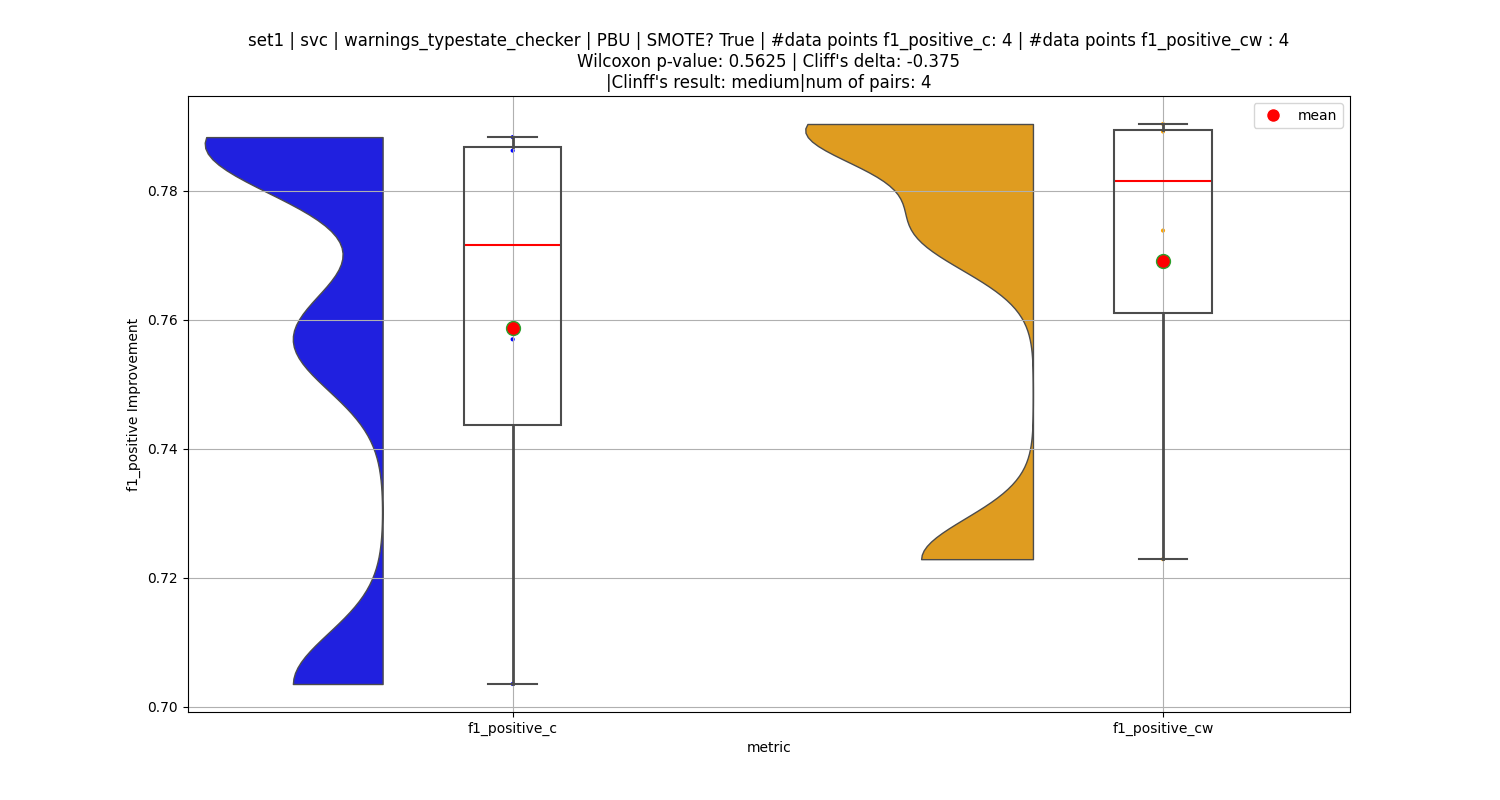 set1 | svc | warnings_typestate_checker | PBU | SMOTE? True | #data points f1_positive_c: 4 | #data points f1_positive_cw : 4
Wilcoxon p-value: 0.5625 | Cliff's delta: -0.375
|Clinff's result: medium|num of pairs: 4
mean
f1_positive Improvement
0.78
0.76
0.74
0.72
0.70
f1_positive_c
f1_positive_cw
metric